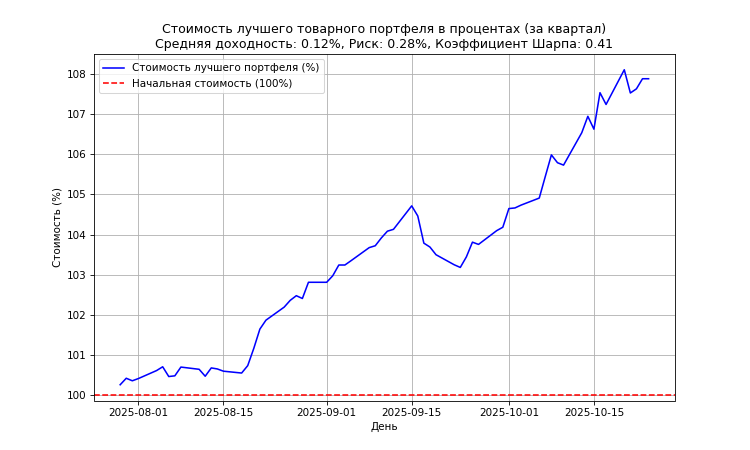 Стоимость лучшего товарного портфеля в процентах (за квартал)
Средняя доходность: 0.12%, Риск: 0.28%, Коэффициент Шарпа: 0.41
Стоимость лучшего портфеля (%)
Начальная стоимость (100%)
Стоимость (%)
108
107
106
105
104
103
102
101
100
2025-08-01 2025-08-15 2025-09-01 2025-09-15 2025-10-01 2025-10-15
День